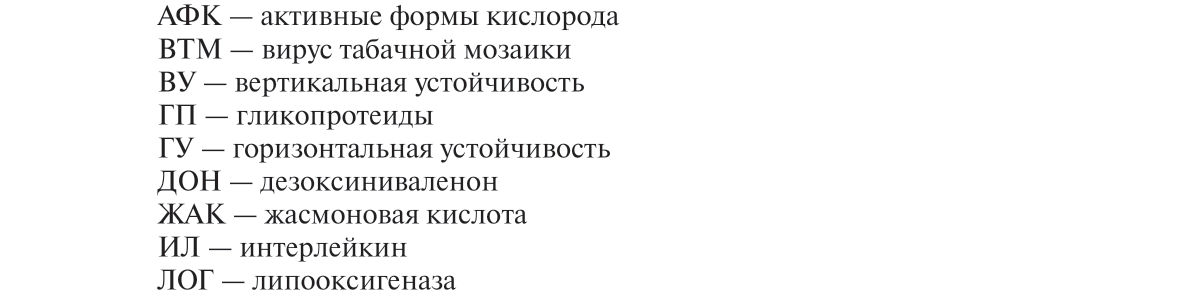 АФК — активные формы кислорода
ВТМ — вирус табачной мозаики
ВУ — вертикальная устойчивость
ГП — гликопротеиды
ГУ — горизонтальная устойчивость
ДОН — дезоксиниваленон
ЖАК — жасмоновая кислота
ИЛ — интерлейкин
ЛОГ — липооксигеназа